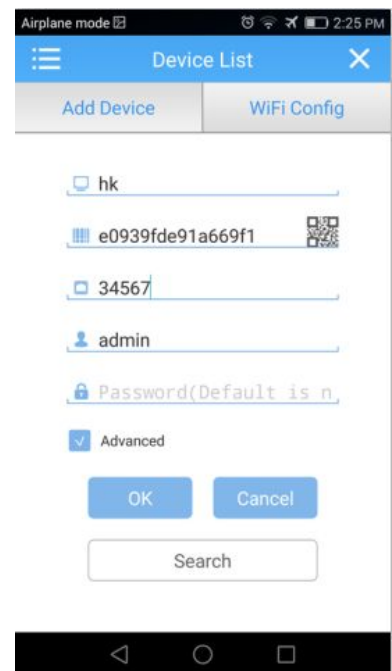 Airplane mode 2:25 PM
Device List
Add Device WiFi Config
hk
e0939fde91a669f1
34567
admin
Password(Default is n
Advanced
OK Cancel
Search